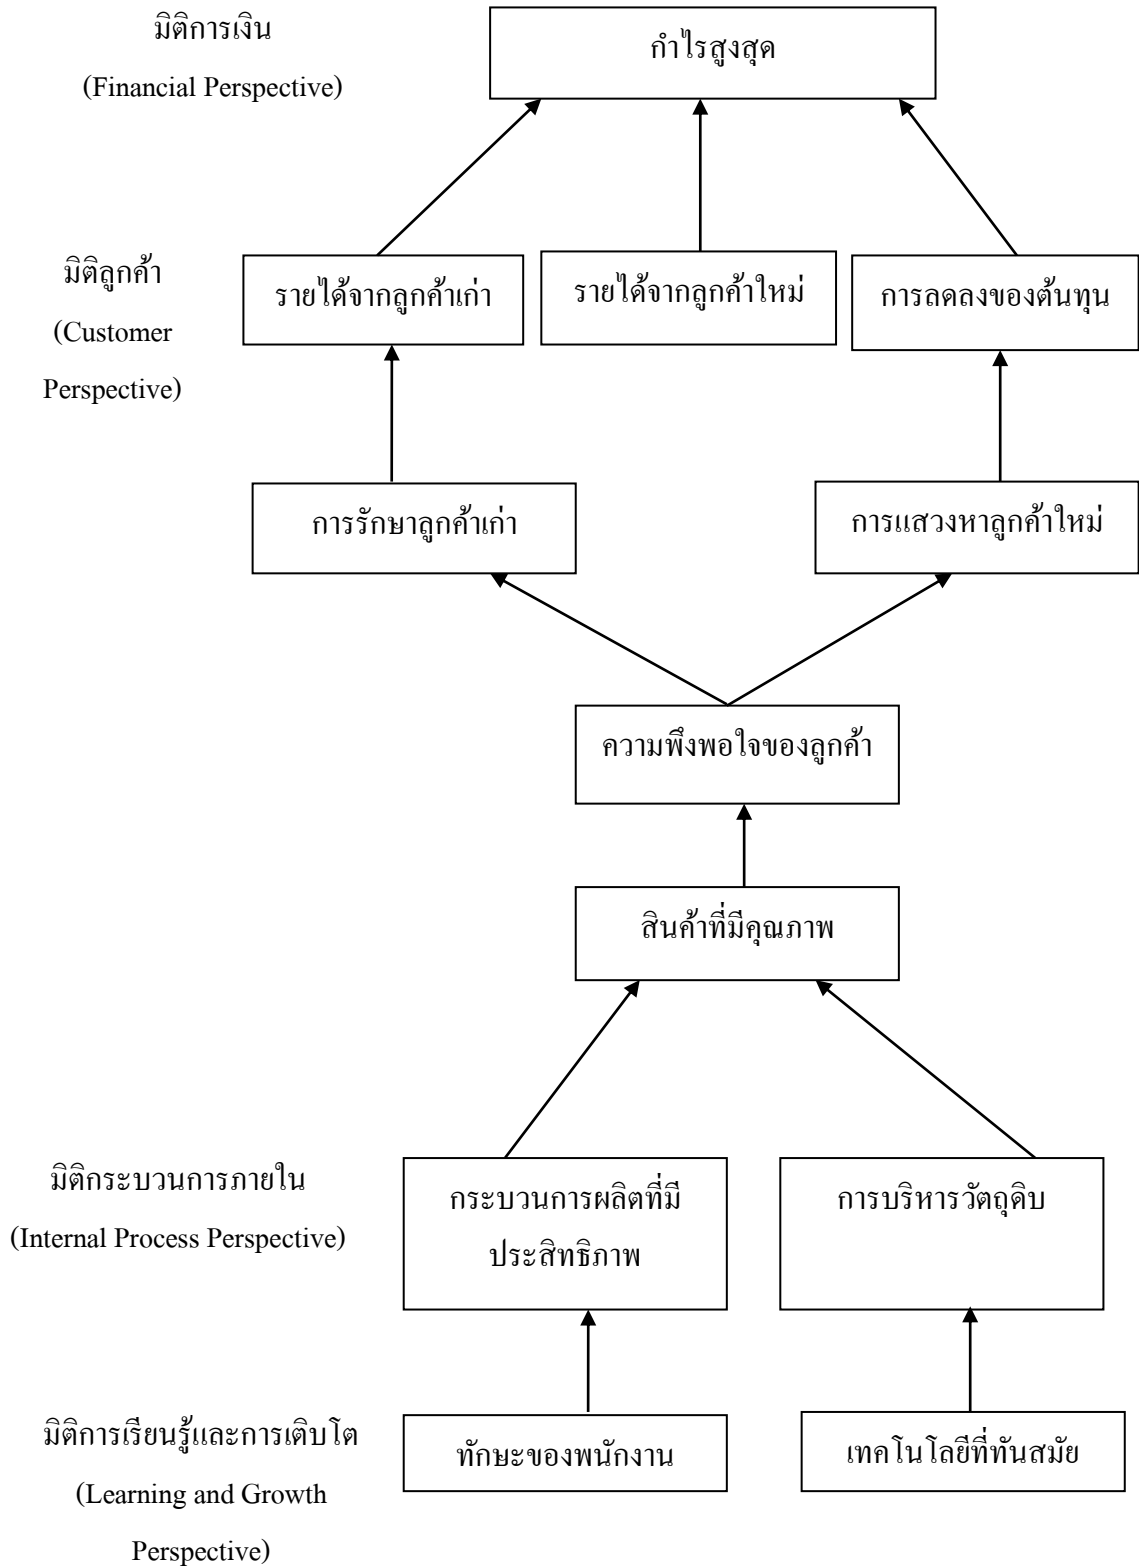 มิติการเงิน
(Financial Perspective)
กำไรสูงสุด
มิติลูกค้า
(Customer
Perspective)
รายได้จากลูกค้าเก่า
รายได้จากลูกค้าใหม่
การลดลงของต้นทุน
การรักษาลูกค้าเก่า
การแสวงหาลูกค้าใหม่
ความพึงพอใจของลูกค้า
สินค้าที่มีคุณภาพ
มิติกระบวนการภายใน
(Internal Process Perspective)
กระบวนการผลิตที่มี
ประสิทธิภาพ
การบริหารวัตถุดิบ
มิติการเรียนรู้และการเติบโต
(Learning and Growth
Perspective)
ทักษะของพนักงาน
เทคโนโลยีที่ทันสมัย